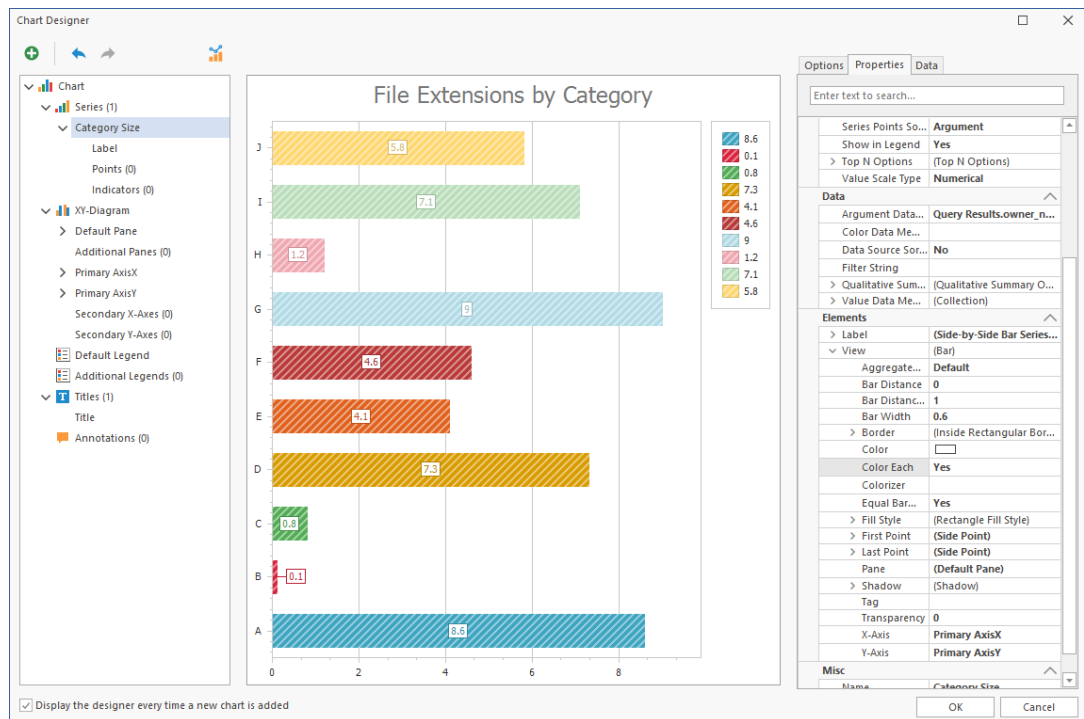 Chart Designer
Chart
Series (1)
Category Size
Label
Points (0)
Indicators (0)
XY-Diagram
Default Pane
Additional Panes (0)
Primary AxisX
Primary AxisY
Secondary X-Axes (0)
Secondary Y-Axes (0)
Default Legend
Additional Legends (0)
T Titles (1)
Title
Annotations (0)
File Extensions by Category
J 5.8
I 7.1
H 1.2
G 9
F 4.6
E 4.1
D 7.3
C 0.8
B 0.1
A 8.6
0 2 4 6 8
8.6
0.1
0.8
7.3
4.1
4.6
9
1.2
7.1
5.8
Options Properties Data
Enter text to search...
Series Points So... Argument
Show in Legend Yes
Top N Options (Top N Options)
Value Scale Type Numerical
Data
Argument Data... Query Results.owner_n...
Color Data Me...
Data Source Sor... No
Filter String
Qualitative Sum... (Qualitative Summary O...
Value Data Me... (Collection)
Elements
Label (Side-by-Side Bar Series...
View (Bar)
Aggregate... Default
Bar Distance 0
Bar Distanc... 1
Bar Width 0.6
Border (Inside Rectangular Bor...
Color
Color Each Yes
Colorizer
Equal Bar... Yes
Fill Style (Rectangle Fill Style)
First Point (Side Point)
Last Point (Side Point)
Pane (Default Pane)
Shadow (Shadow)
Tag
Transparency 0
X-Axis Primary AxisX
Y-Axis Primary AxisY
Misc
Name Category Size
Display the designer every time a new chart is added
OK Cancel